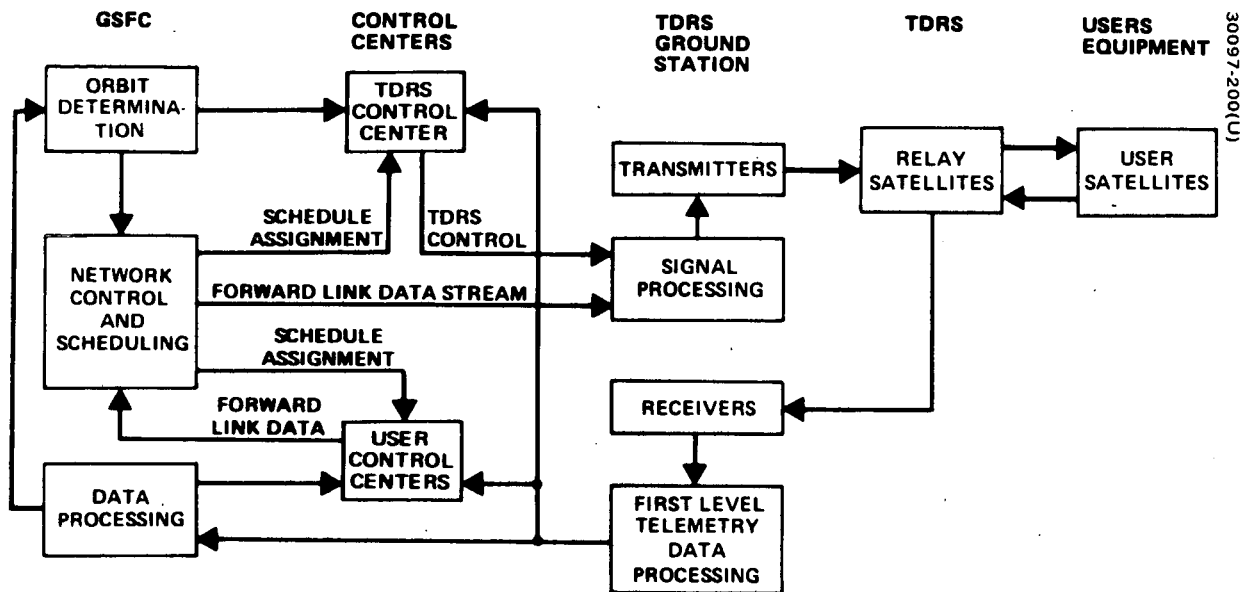 GSFC
CONTROL
CENTERS
TDRS
GROUND
STATION
TDRS
USERS
EQUIPMENT
30097-200(U)
ORBIT
DETERMINA-
TION
TDRS
CONTROL
CENTER
TRANSMITTERS
RELAY
SATELLITES
USER
SATELLITES
SCHEDULE
ASSIGNMENT
TDRS
CONTROL
NETWORK
CONTROL
AND
SCHEDULING
SIGNAL
PROCESSING
FORWARD LINK DATA STREAM
SCHEDULE
ASSIGNMENT
FORWARD
LINK DATA
RECEIVERS
USER
CONTROL
CENTERS
DATA
PROCESSING
FIRST LEVEL
TELEMETRY
DATA
PROCESSING